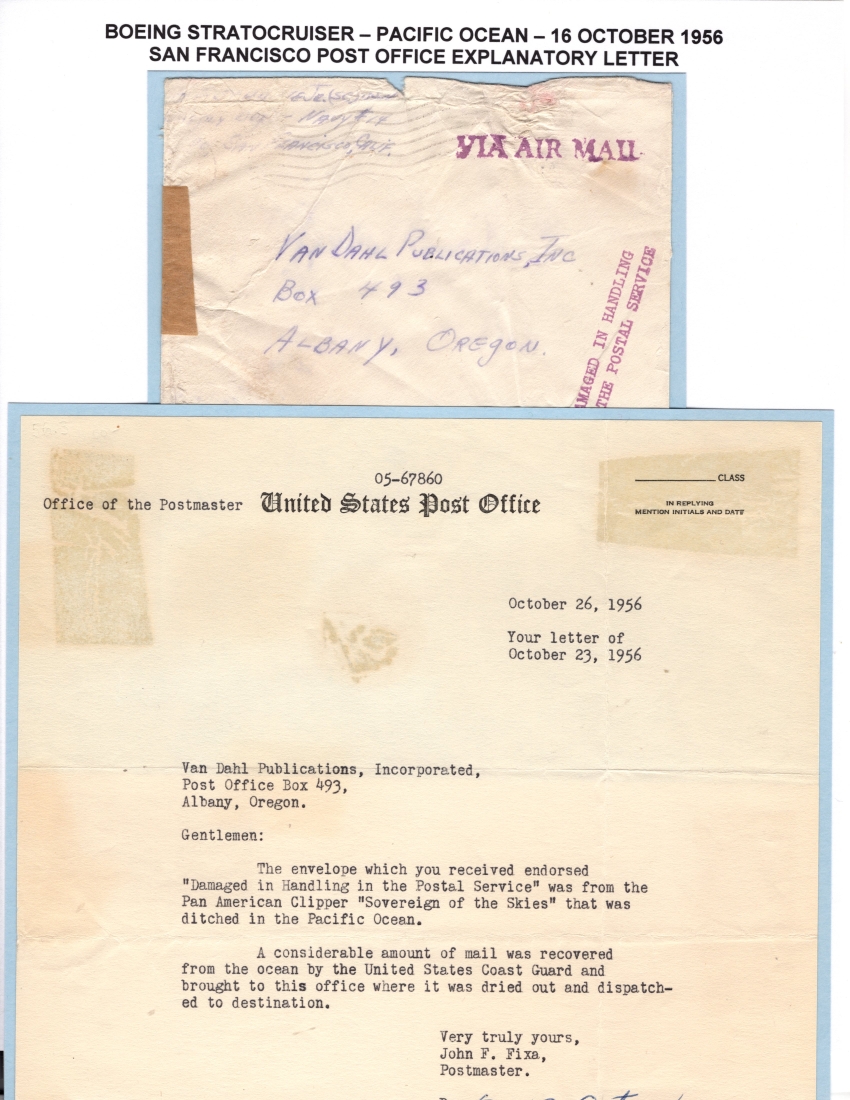 BOEING STRATOCRUISER – PACIFIC OCEAN – 16 OCTOBER 1956
SAN FRANCISCO POST OFFICE EXPLANATORY LETTER
Navy
San Francisco, Calif.
VIA AIR MAIL
Van Dahl Publications, Inc
Box 493
Albany, Oregon.
AMAGED IN HANDLING
THE POSTAL SERVICE
05-67860
Office of the Postmaster United States Post Office
CLASS
IN REPLYING
MENTION INITIALS AND DATE
October 26, 1956
Your letter of
October 23, 1956
Van Dahl Publications, Incorporated,
Post Office Box 493,
Albany, Oregon.
Gentlemen:
The envelope which you received endorsed
"Damaged in Handling in the Postal Service" was from the
Pan American Clipper "Sovereign of the Skies" that was
ditched in the Pacific Ocean.
A considerable amount of mail was recovered
from the ocean by the United States Coast Guard and
brought to this office where it was dried out and dispatch-
ed to destination.
Very truly yours,
John F. Fixa,
Postmaster.